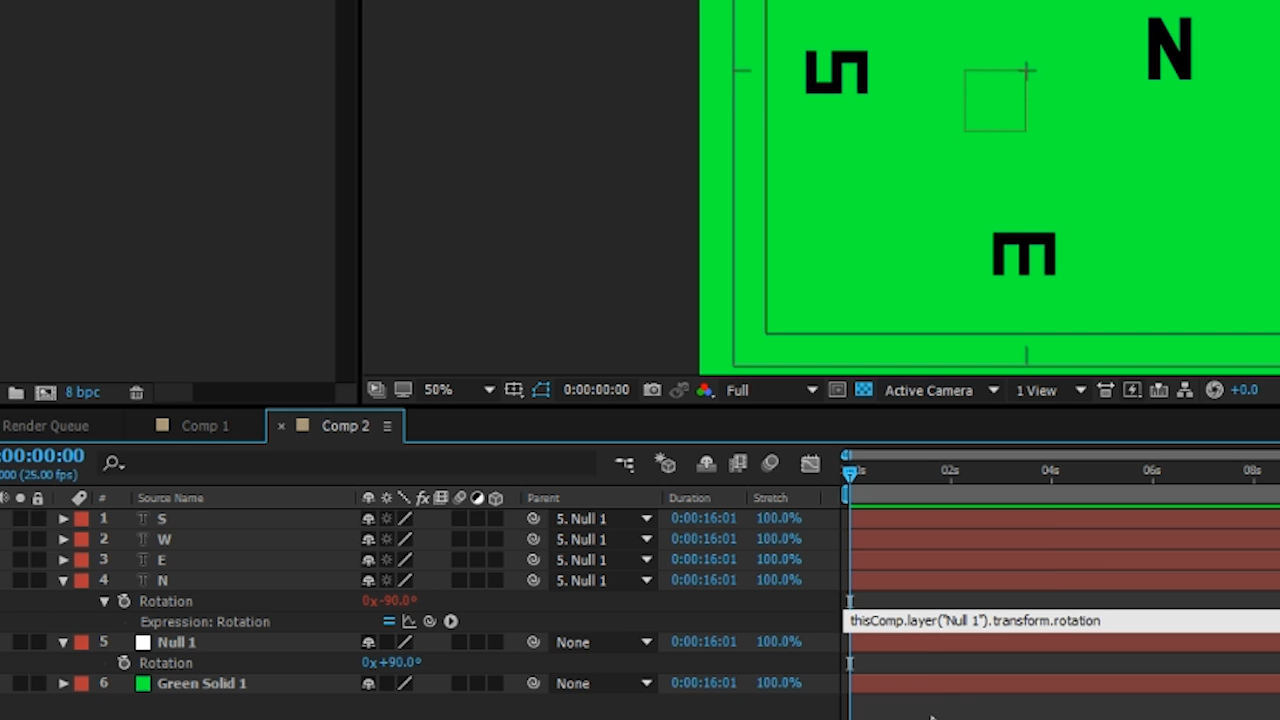 S
N
E
8 bpc
50%
0:00:00:00
Full
Active Camera
1 View
+0.0
Render Queue
Comp 1
× Comp 2
:00:00:00
000 (25.00 fps)
0s
02s
04s
06s
08s
#
Source Name
fx
Parent
Duration
Stretch
1 T S 5. Null 1 0:00:16:01 100.0%
2 T W 5. Null 1 0:00:16:01 100.0%
3 T E 5. Null 1 0:00:16:01 100.0%
4 T N 5. Null 1 0:00:16:01 100.0%
Rotation 0x-90.0°
Expression: Rotation
thisComp.layer("Null 1").transform.rotation
5 Null 1 None 0:00:16:01 100.0%
Rotation 0x+90.0°
6 Green Solid 1 None 0:00:16:01 100.0%